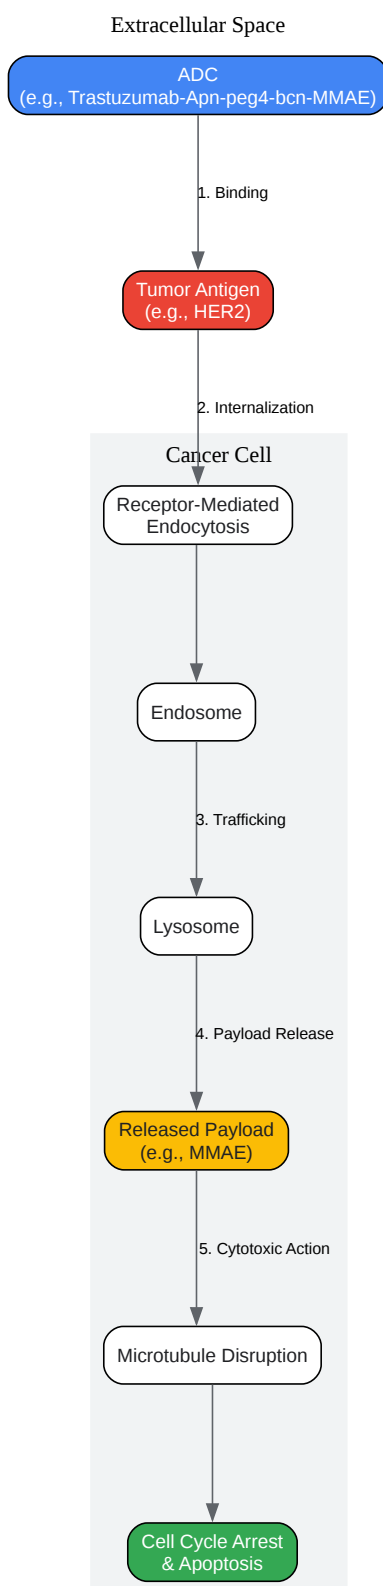 Extracellular Space
ADC
(e.g., Trastuzumab-Apn-peg4-bcn-MMAE)
1. Binding
Tumor Antigen
(e.g., HER2)
2. Internalization
Cancer Cell
Receptor-Mediated
Endocytosis
Endosome
3. Trafficking
Lysosome
4. Payload Release
Released Payload
(e.g., MMAE)
5. Cytotoxic Action
Microtubule Disruption
Cell Cycle Arrest
& Apoptosis